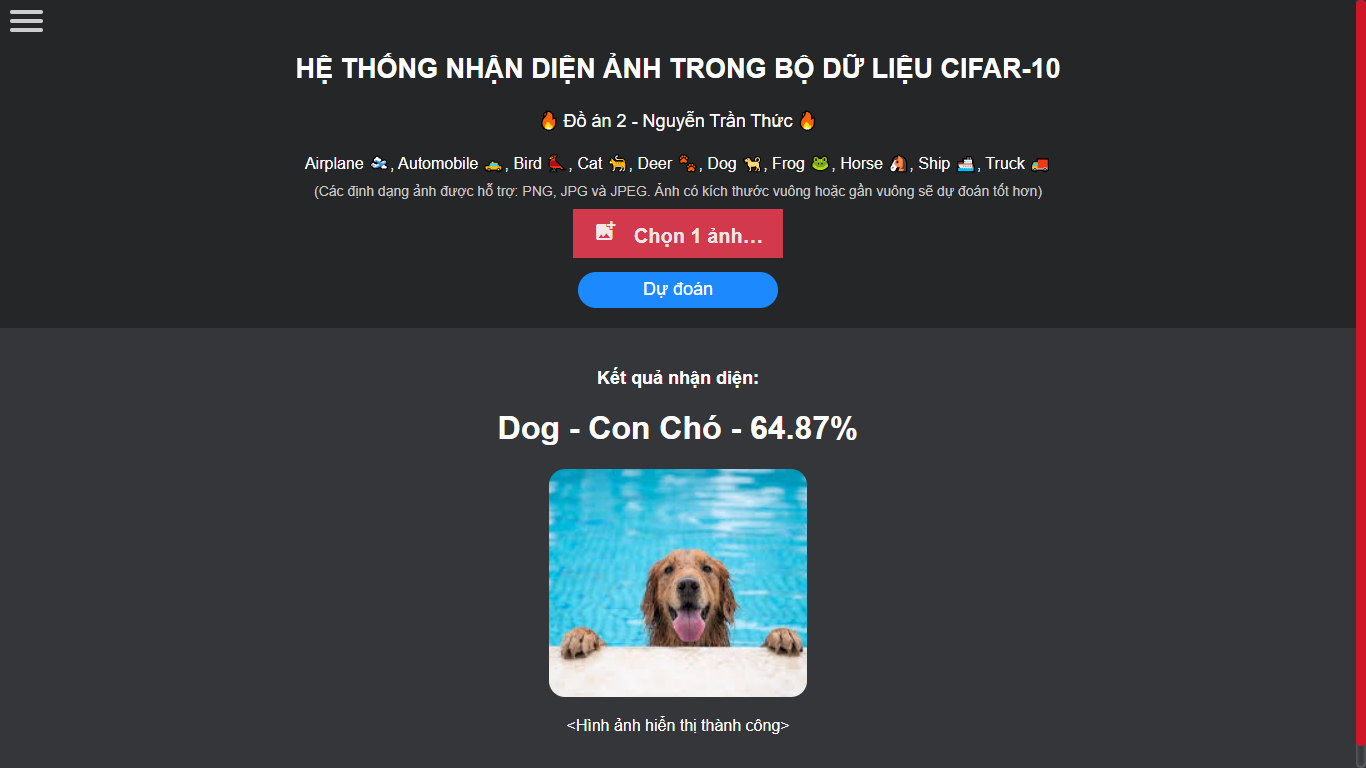 HỆ THỐNG NHẬN DIỆN ẢNH TRONG BỘ DỮ LIỆU CIFAR-10
🔥 Đồ án 2 - Nguyễn Trần Thức 🔥
Airplane 🛩️, Automobile 🚕, Bird 🐦, Cat 🐈, Deer 🐾, Dog 🐕, Frog 🐸, Horse 🐴, Ship 🚢, Truck 🚚
(Các định dạng ảnh được hỗ trợ: PNG, JPG và JPEG. Ảnh có kích thước vuông hoặc gần vuông sẽ dự đoán tốt hơn)
Chọn 1 ảnh...
Dự đoán
Kết quả nhận diện:
Dog - Con Chó - 64.87%
<Hình ảnh hiển thị thành công>